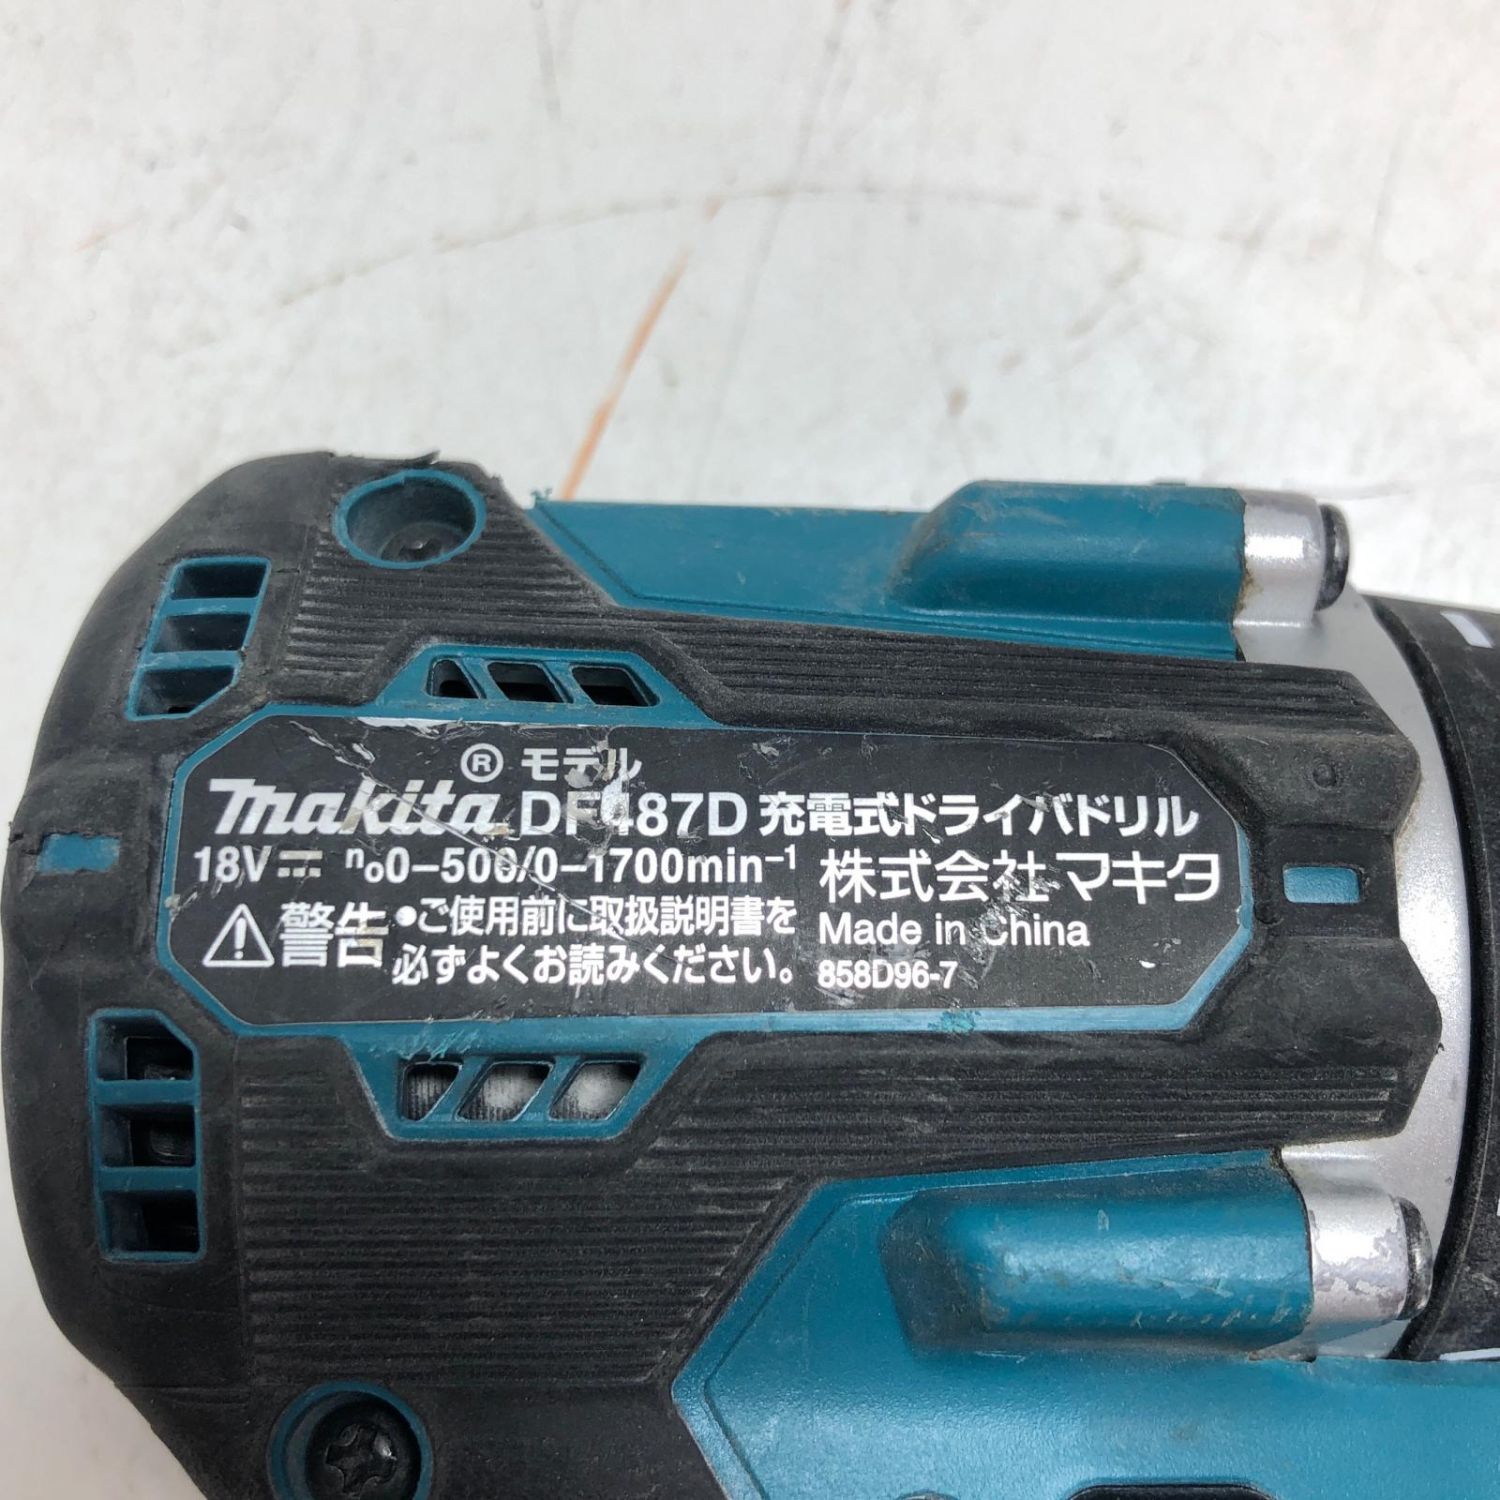 ® モデル
makita DF487D 充電式ドライバドリル
18V⎓ n₀0-500/0-1700min⁻¹ 株式会社マキタ
⚠警告 ●ご使用前に取扱説明書を
必ずよくお読みください。
Made in China
858D96-7